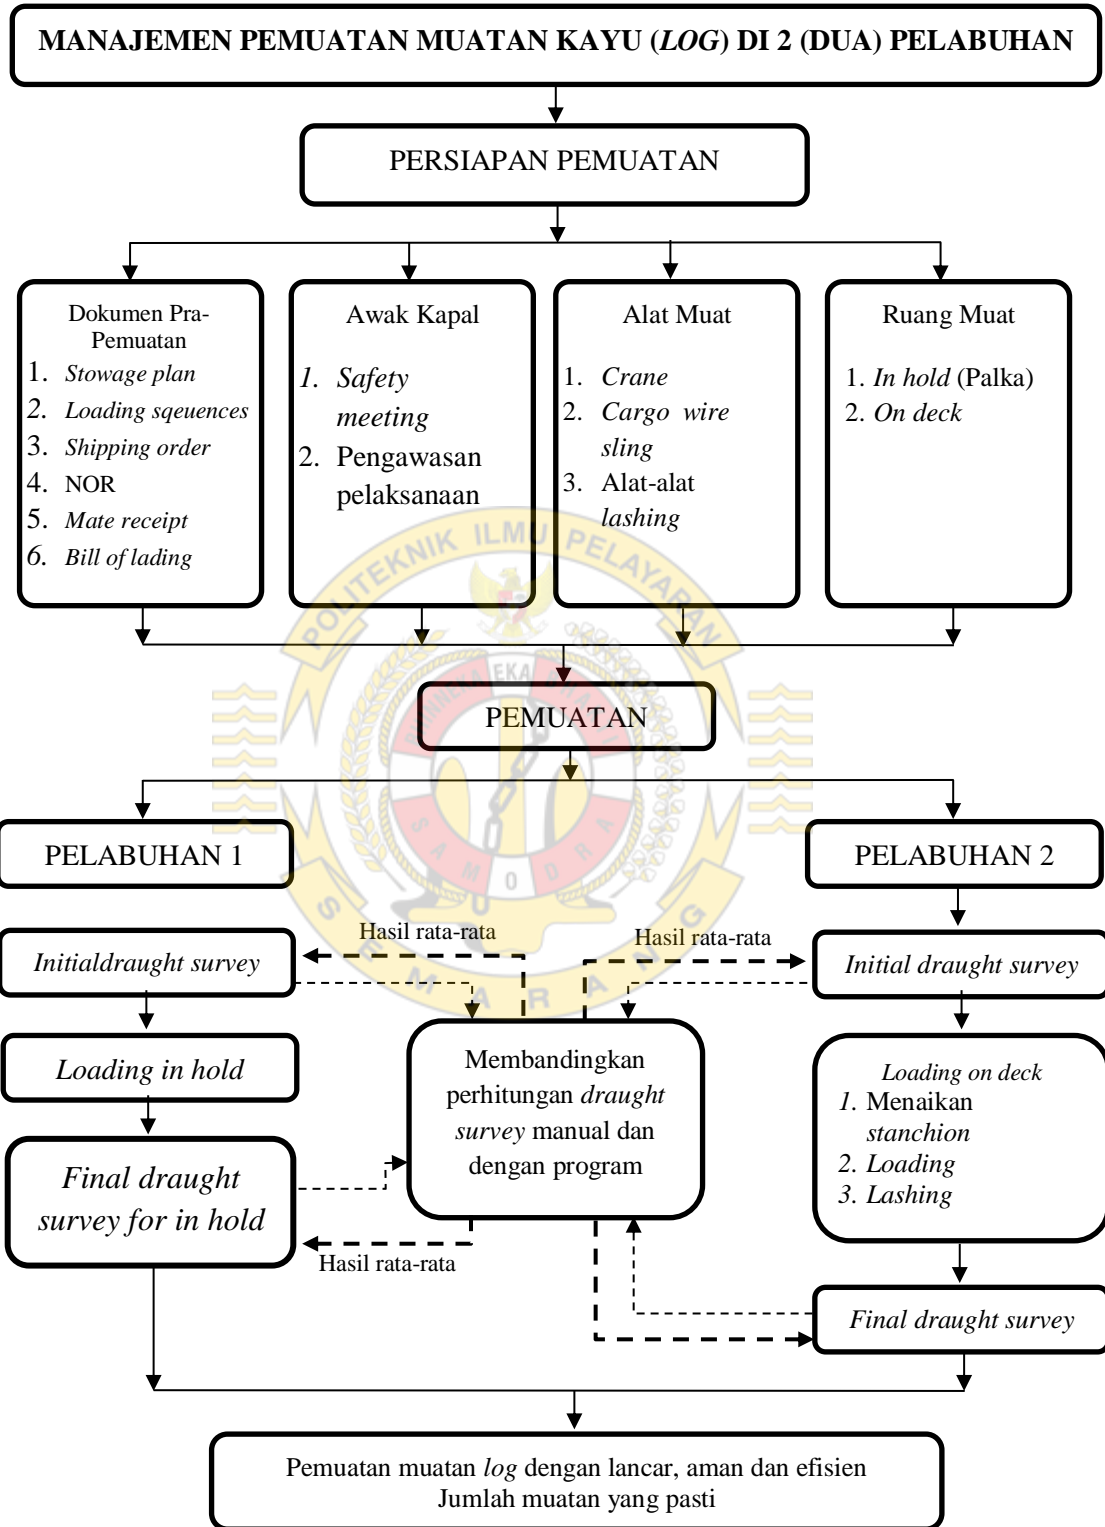 MANAJEMEN PEMUATAN MUATAN KAYU (LOG) DI 2 (DUA) PELABUHAN
PERSIAPAN PEMUATAN
Dokumen Pra-
Pemuatan
1. Stowage plan
2. Loading sqeuences
3. Shipping order
4. NOR
5. Mate receipt
6. Bill of lading
Awak Kapal
1. Safety
meeting
2. Pengawasan
pelaksanaan
Alat Muat
1. Crane
2. Cargo wire
sling
3. Alat-alat
lashing
Ruang Muat
1. In hold (Palka)
2. On deck
POLITEKNIK ILMU PELAYARAN
EKA
PEMUATAN
SAMODRA
SEMARANG
PELABUHAN 1
PELABUHAN 2
Hasil rata-rata
Hasil rata-rata
Initialdraught survey
Initial draught survey
Loading in hold
Membandingkan
perhitungan draught
survey manual dan
dengan program
Loading on deck
1. Menaikan
stanchion
2. Loading
3. Lashing
Final draught
survey for in hold
Hasil rata-rata
Final draught survey
Pemuatan muatan log dengan lancar, aman dan efisien
Jumlah muatan yang pasti